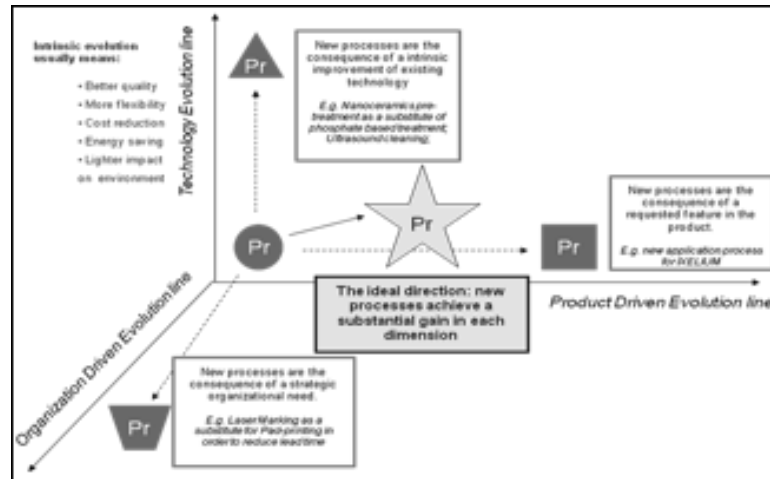 Intrinsic evolution
usually means:
• Better quality
• More flexibility
• Cost reduction
• Energy saving
• Lighter impact
on environment
Technology Evolution line
Pr
New processes are the
consequence of a intrinsic
improvement of existing
technology
E.g. Nanoceramics pre-
treatment as a substitute of
phosphate based treatment;
Ultrasound cleaning;
Pr
Pr
Pr
New processes are the
consequence of a
requested feature in the
product.
E.g. new application process
for IXELIUM
The ideal direction: new
processes achieve a
substantial gain in each
dimension
Product Driven Evolution line
Organization Driven Evolution line
Pr
New processes are the
consequence of a strategic
organizational need.
E.g. Laser Marking as a
substitute for Pad-printing in
order to reduce lead time